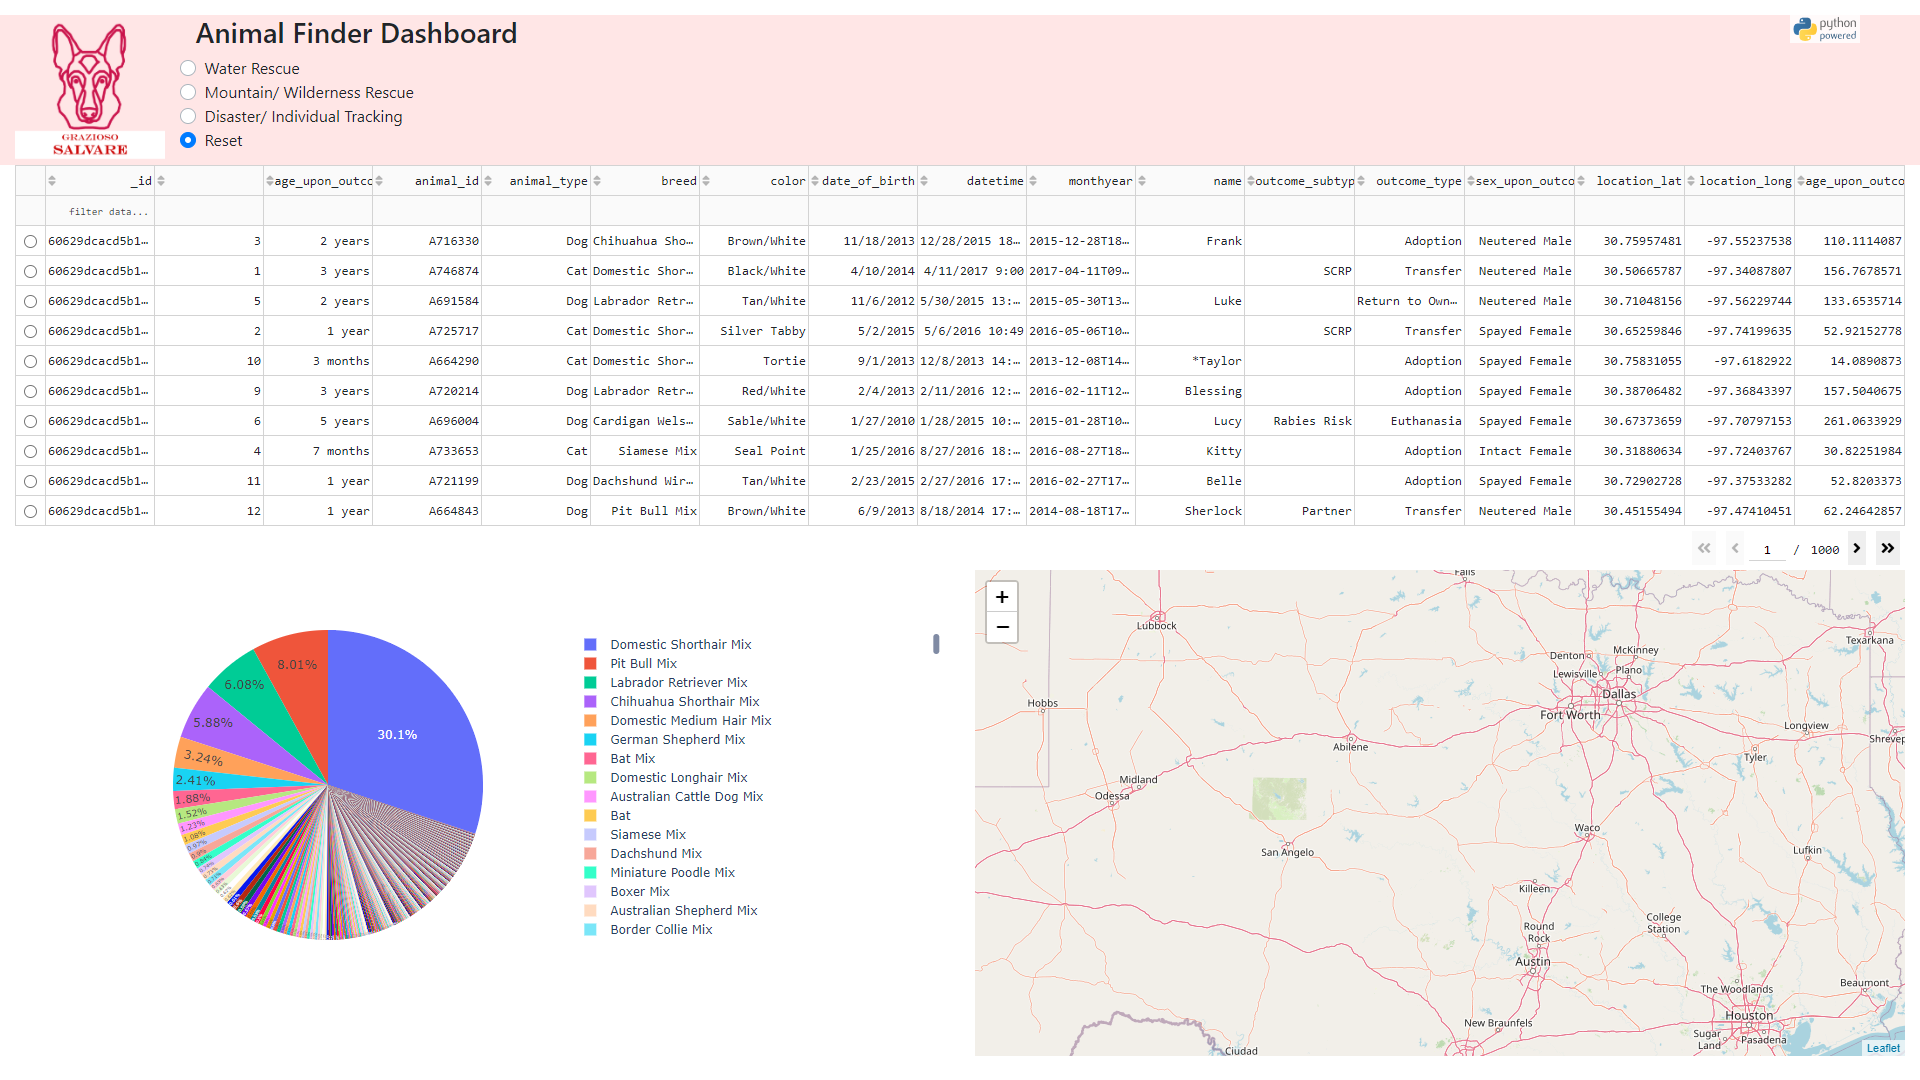 Animal Finder Dashboard
python
powered
Water Rescue
Mountain/ Wilderness Rescue
Disaster/ Individual Tracking
Reset
GRAZIOSO
SALVARE
_id age_upon_outco animal_id animal_type breed color date_of_birth datetime monthyear name outcome_subtyp outcome_type sex_upon_outco location_lat location_long age_upon_outco
filter data...
60629dcacd5b1… 3 2 years A716330 Dog Chihuahua Sho… Brown/White 11/18/2013 12/28/2015 18… 2015-12-28T18… Frank Adoption Neutered Male 30.75957481 -97.55237538 110.1114087
60629dcacd5b1… 1 3 years A746874 Cat Domestic Shor… Black/White 4/10/2014 4/11/2017 9:00 2017-04-11T09… SCRP Transfer Neutered Male 30.50665787 -97.34087807 156.7678571
60629dcacd5b1… 5 2 years A691584 Dog Labrador Retr… Tan/White 11/6/2012 5/30/2015 13:… 2015-05-30T13… Luke Return to Own… Neutered Male 30.71048156 -97.56229744 133.6535714
60629dcacd5b1… 2 1 year A725717 Cat Domestic Shor… Silver Tabby 5/2/2015 5/6/2016 10:49 2016-05-06T10… SCRP Transfer Spayed Female 30.65259846 -97.74199635 52.92152778
60629dcacd5b1… 10 3 months A664290 Cat Domestic Shor… Tortie 9/1/2013 12/8/2013 14:… 2013-12-08T14… *Taylor Adoption Spayed Female 30.75831055 -97.6182922 14.0890873
60629dcacd5b1… 9 3 years A720214 Dog Labrador Retr… Red/White 2/4/2013 2/11/2016 12:… 2016-02-11T12… Blessing Adoption Spayed Female 30.38706482 -97.36843397 157.5040675
60629dcacd5b1… 6 5 years A696004 Dog Cardigan Wels… Sable/White 1/27/2010 1/28/2015 10:… 2015-01-28T10… Lucy Rabies Risk Euthanasia Spayed Female 30.67373659 -97.70797153 261.0633929
60629dcacd5b1… 4 7 months A733653 Cat Siamese Mix Seal Point 1/25/2016 8/27/2016 18:… 2016-08-27T18… Kitty Adoption Intact Female 30.31880634 -97.72403767 30.82251984
60629dcacd5b1… 11 1 year A721199 Dog Dachshund Wir… Tan/White 2/23/2015 2/27/2016 17:… 2016-02-27T17… Belle Adoption Spayed Female 30.72902728 -97.37533282 52.8203373
60629dcacd5b1… 12 1 year A664843 Dog Pit Bull Mix Brown/White 6/9/2013 8/18/2014 17:… 2014-08-18T17… Sherlock Partner Transfer Neutered Male 30.45155494 -97.47410451 62.24642857
1 / 1000
30.1%
8.01%
6.08%
5.88%
3.24%
2.41%
1.88%
1.52%
1.23%
1.08%
Domestic Shorthair Mix
Pit Bull Mix
Labrador Retriever Mix
Chihuahua Shorthair Mix
Domestic Medium Hair Mix
German Shepherd Mix
Bat Mix
Domestic Longhair Mix
Australian Cattle Dog Mix
Bat
Siamese Mix
Dachshund Mix
Miniature Poodle Mix
Boxer Mix
Australian Shepherd Mix
Border Collie Mix
+
−
Falls
Lubbock
Texarkana
Denton
McKinney
Lewisville
Plano
Dallas
Hobbs
Fort Worth
Longview
Shrevep
Abilene
Tyler
Midland
Odessa
Waco
San Angelo
Lufkin
Killeen
College
Station
Round
Rock
Austin
The Woodlands
Beaumont
Houston
New Braunfels
Sugar
Land
Pasadena
Ciudad
Leaflet